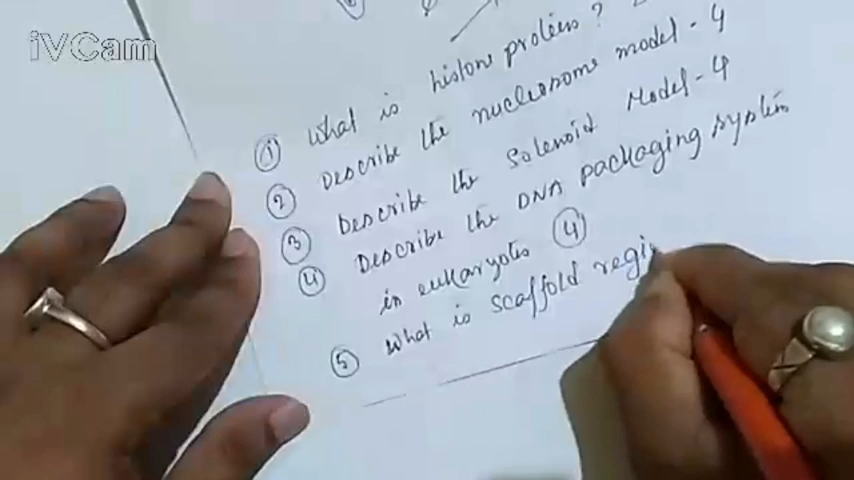 iVCam
① What is histone protein ?
② Describe the nucleosome model - 4
③ Describe the Solenoid Model - 4
④ Describe the DNA packaging system
in eukaryotes ④
⑤ What is scaffold regi